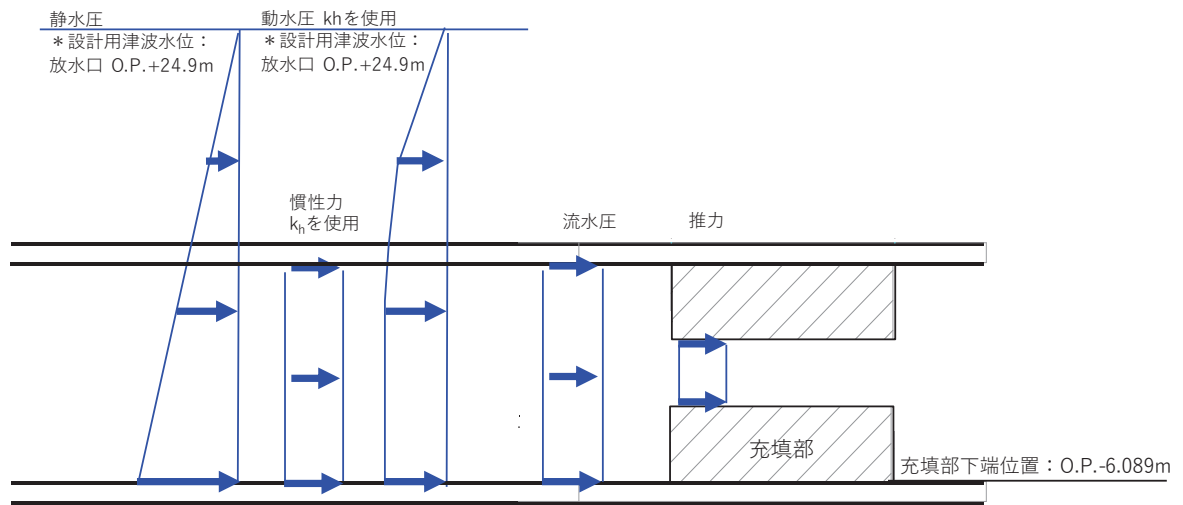 静水圧
＊設計用津波水位：
放水口 O.P.+24.9m
動水圧 khを使用
＊設計用津波水位：
放水口 O.P.+24.9m
慣性力
khを使用
流水圧
推力
充填部
充填部下端位置：O.P.-6.089m